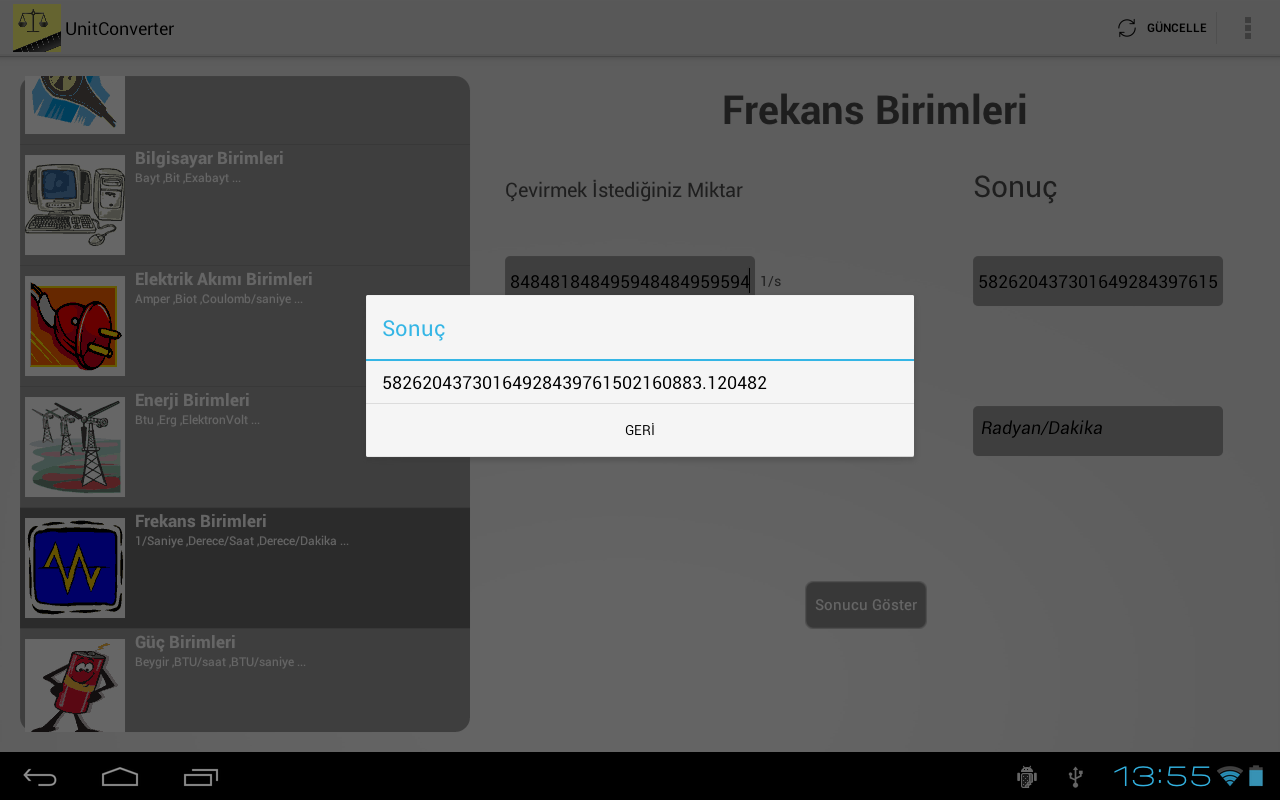 UnitConverter
GÜNCELLE
Bilgisayar Birimleri
Bayt ,Bit ,Exabayt ...
Elektrik Akımı Birimleri
Amper ,Biot ,Coulomb/saniye ...
Enerji Birimleri
Btu ,Erg ,ElektronVolt ...
Frekans Birimleri
1/Saniye ,Derece/Saat ,Derece/Dakika ...
Güç Birimleri
Beygir ,BTU/saat ,BTU/saniye ...
Frekans Birimleri
Çevirmek İstediğiniz Miktar
Sonuç
848481848495948484959594
1/s
582620437301649284397615
Sonuç
58262043730164928439761502160883.120482
GERİ
Radyan/Dakika
Sonucu Göster
13:55